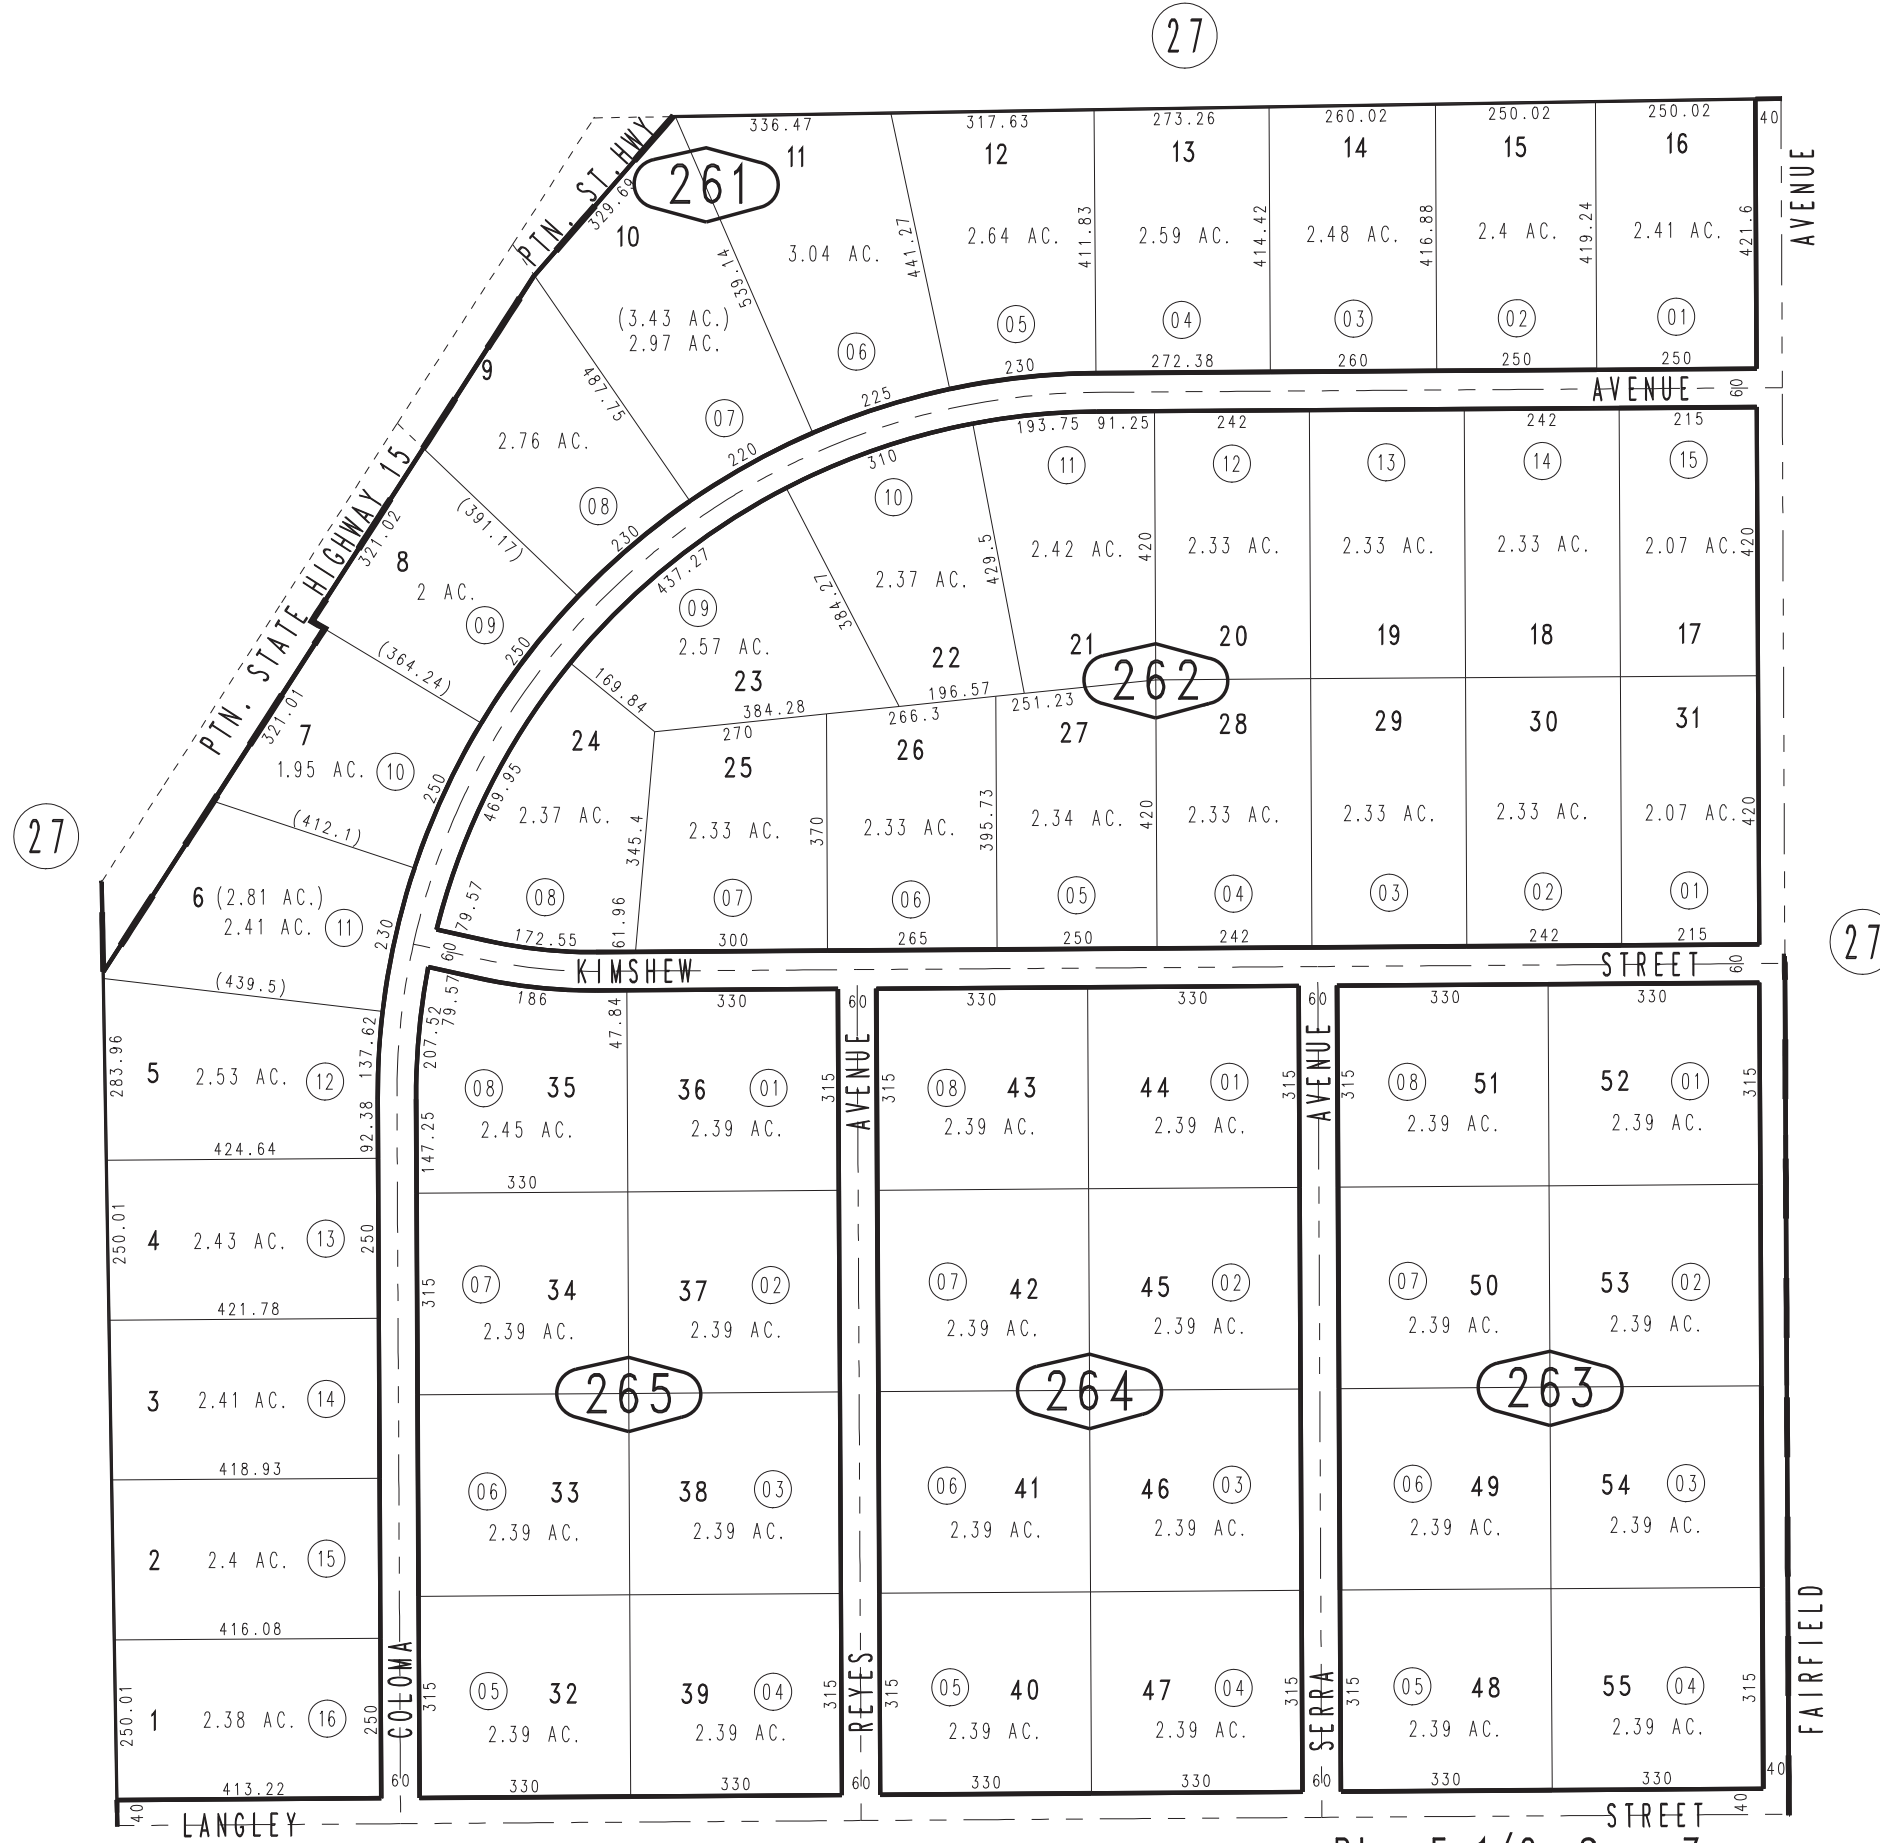 27
336.47 317.63 273.26 260.02 250.02 250.02 40
11 12 13 14 15 16
PTN. ST. HWY
329.69
261
10
539.14
3.04 AC.
441.27
2.64 AC.
411.83
2.59 AC.
414.42
2.48 AC.
416.88
2.4 AC.
419.24
2.41 AC.
421.6
AVENUE
(3.43 AC.)
2.97 AC.
06 05 04 03 02 01
230 272.38 260 250 250
9
487.75
07
225
AVENUE 60
2.76 AC.
220
310
193.75 91.25 242 242 215
08
10 11 12 13 14 15
PTN. STATE HIGHWAY 15
321.02
(391.17)
230
437.27
8
2 AC.
09
09
2.57 AC.
23
384.27
2.37 AC.
22
429.5
2.42 AC.
21
420
2.33 AC.
20
2.33 AC.
19
2.33 AC.
18
2.07 AC.
17
420
(364.24)
250
169.84
262
384.28 196.57
270 266.3 251.23
321.01
7
1.95 AC. 10
250
24 25 26 27 28 29 30 31
469.95
2.37 AC.
345.4
2.33 AC.
370
2.33 AC.
395.73
2.34 AC.
420
2.33 AC.
2.33 AC.
2.33 AC.
2.07 AC.
420
(412.1)
27
6 (2.81 AC.)
2.41 AC. 11
230
79.57
08 07 06 05 04 03 02 01
61.96
172.55 300 265 250 242 242 215
27
60
KIMSHEW STREET 60
(439.5)
79.57
186 330 60 330 330 60 330 330
47.84
207.52
137.62
283.96
5 2.53 AC. 12
92.38
147.25
424.64
08 35 36 01
2.45 AC. 2.39 AC.
315
AVENUE
315
08 43 44 01
2.39 AC. 2.39 AC.
315
AVENUE
315
08 51 52 01
2.39 AC. 2.39 AC.
315
330
250.01
4 2.43 AC. 13
250
315
07 34 37 02
2.39 AC. 2.39 AC.
07 42 45 02
2.39 AC. 2.39 AC.
07 50 53 02
2.39 AC. 2.39 AC.
421.78
265 264 263
3 2.41 AC. 14
418.93
06 33 38 03
2.39 AC. 2.39 AC.
06 41 46 03
2.39 AC. 2.39 AC.
06 49 54 03
2.39 AC. 2.39 AC.
2 2.4 AC. 15
416.08
250.01
1 2.38 AC. 16
250
COLOMA
315
05 32 39 04
2.39 AC. 2.39 AC.
315
REYES
315
05 40 47 04
2.39 AC. 2.39 AC.
315
SERRA
315
05 48 55 04
2.39 AC. 2.39 AC.
315
FAIRFIELD
413.22 60 330 330 60 330 330 60 330 330 40
40
LANGLEY STREET 40